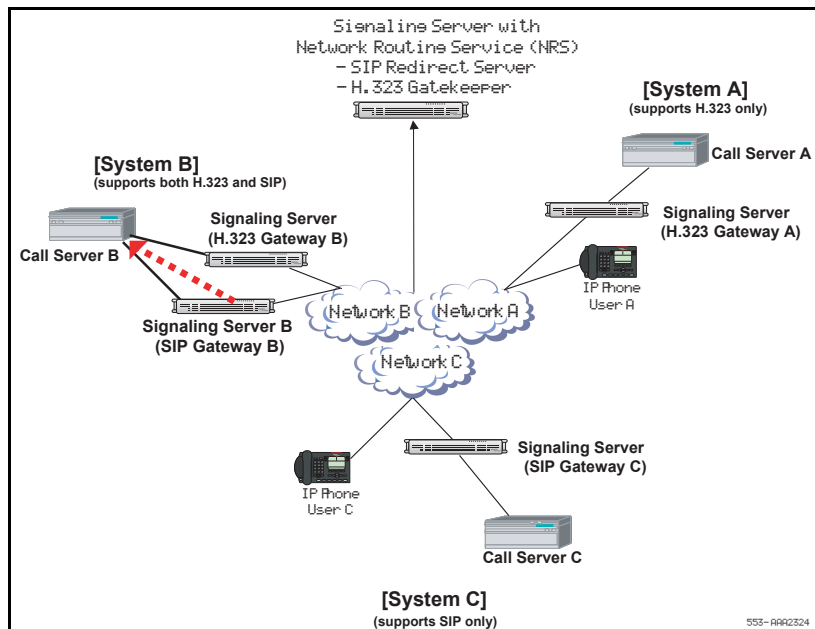 Signaling Server with
Network Routing Service (NRS)
- SIP Redirect Server
- H.323 Gatekeeper
[System A]
(supports H.323 only)
Call Server A
[System B]
(supports both H.323 and SIP)
Signaling Server
(H.323 Gateway B)
Signaling Server
(H.323 Gateway A)
Call Server B
IP Phone
User A
Signaling Server B
(SIP Gateway B)
Network B
Network A
Network C
Signaling Server
(SIP Gateway C)
IP Phone
User C
Call Server C
[System C]
(supports SIP only)
553-AAA2324